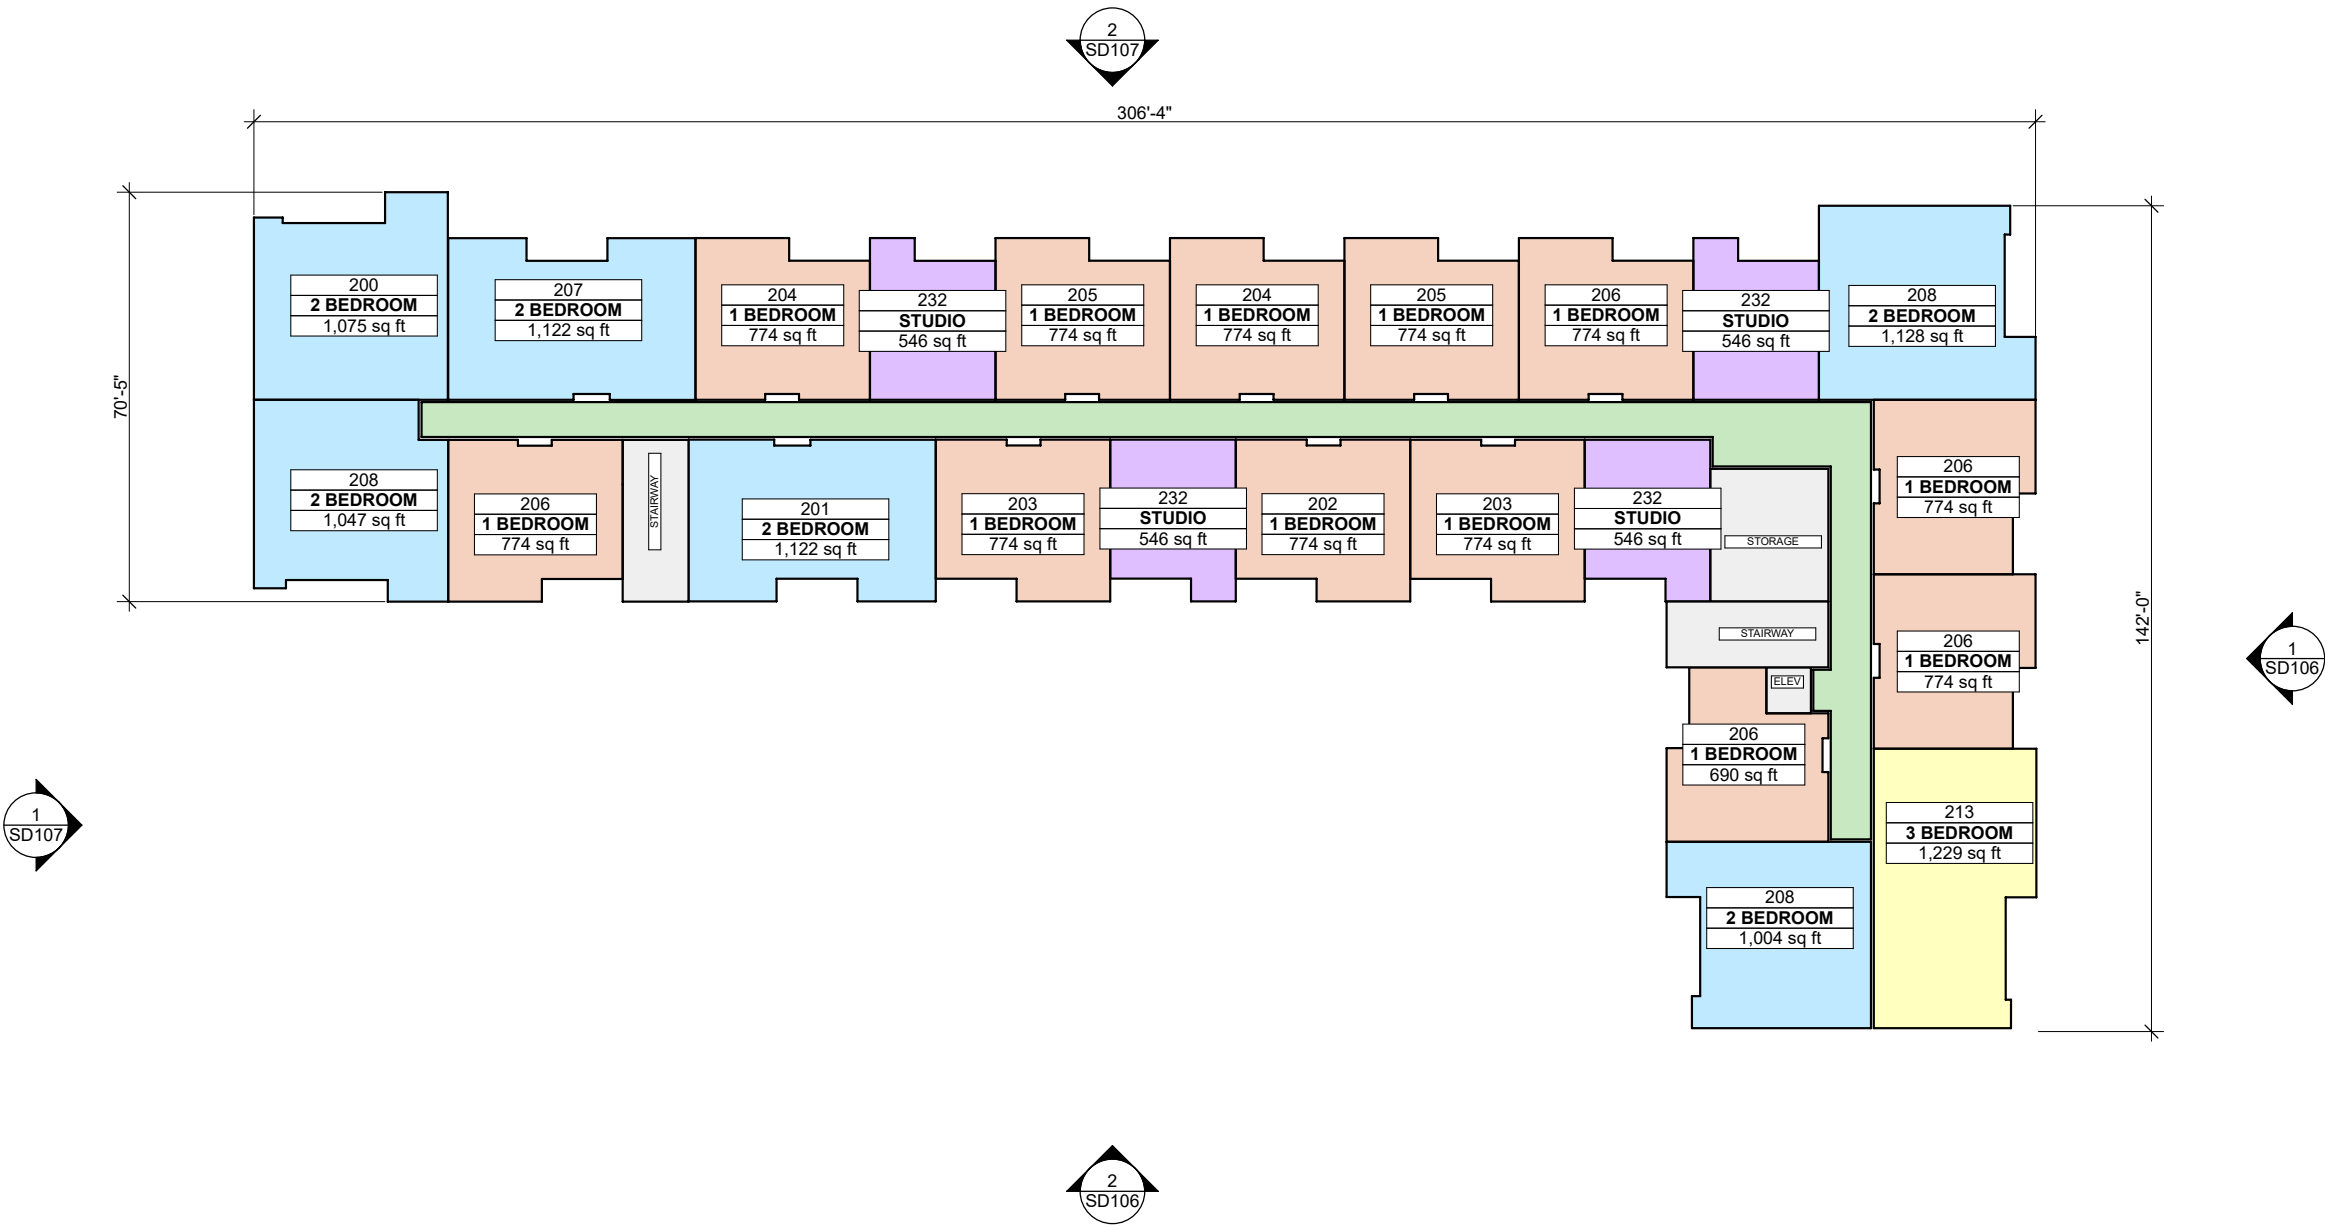 2
SD107
306'-4"
70'-5"
142'-0"
200
2 BEDROOM
1,075 sq ft
207
2 BEDROOM
1,122 sq ft
204
1 BEDROOM
774 sq ft
232
STUDIO
546 sq ft
205
1 BEDROOM
774 sq ft
204
1 BEDROOM
774 sq ft
205
1 BEDROOM
774 sq ft
206
1 BEDROOM
774 sq ft
232
STUDIO
546 sq ft
208
2 BEDROOM
1,128 sq ft
208
2 BEDROOM
1,047 sq ft
206
1 BEDROOM
774 sq ft
STAIRWAY
201
2 BEDROOM
1,122 sq ft
203
1 BEDROOM
774 sq ft
232
STUDIO
546 sq ft
202
1 BEDROOM
774 sq ft
203
1 BEDROOM
774 sq ft
232
STUDIO
546 sq ft
STORAGE
206
1 BEDROOM
774 sq ft
STAIRWAY
ELEV
206
1 BEDROOM
774 sq ft
1
SD106
206
1 BEDROOM
690 sq ft
1
SD107
213
3 BEDROOM
1,229 sq ft
208
2 BEDROOM
1,004 sq ft
2
SD106